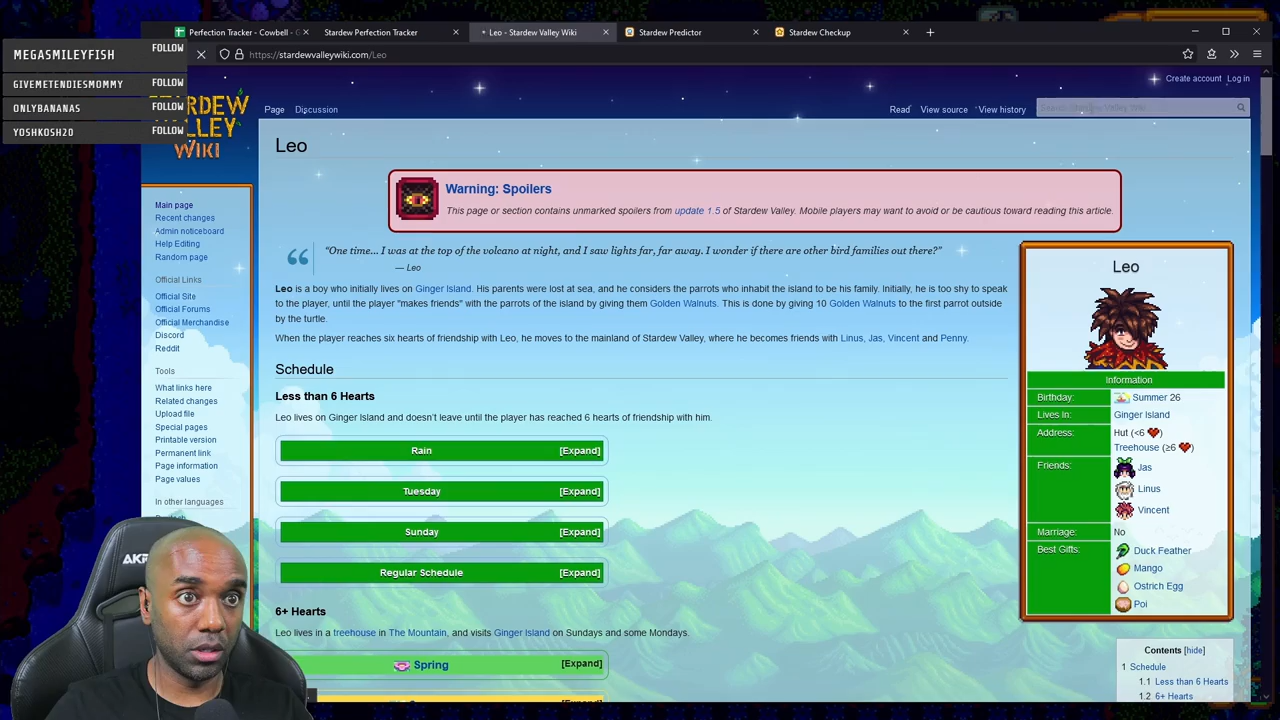 Perfection Tracker - Cowbell - G
Stardew Perfection Tracker
Leo - Stardew Valley Wiki
Stardew Predictor
Stardew Checkup
MEGASMILEYFISH FOLLOW
GIVEMETENDIESMOMMY FOLLOW
ONLYBANANAS FOLLOW
YOSHKOSH20 FOLLOW
https://stardewvalleywiki.com/Leo
Create account Log in
Page Discussion
Read View source View history
Search Stardew Valley Wiki
WIKI
Main page
Recent changes
Admin noticeboard
Help Editing
Random page
Official Links
Official Site
Official Forums
Official Merchandise
Discord
Reddit
Tools
What links here
Related changes
Upload file
Special pages
Printable version
Permanent link
Page information
Page values
In other languages
Leo
Warning: Spoilers
This page or section contains unmarked spoilers from update 1.5 of Stardew Valley. Mobile players may want to avoid or be cautious toward reading this article.
“One time... I was at the top of the volcano at night, and I saw lights far, far away. I wonder if there are other bird families out there?”
— Leo
Leo is a boy who initially lives on Ginger Island. His parents were lost at sea, and he considers the parrots who inhabit the island to be his family. Initially, he is too shy to speak
to the player, until the player "makes friends" with the parrots of the island by giving them Golden Walnuts. This is done by giving 10 Golden Walnuts to the first parrot outside
by the turtle.
When the player reaches six hearts of friendship with Leo, he moves to the mainland of Stardew Valley, where he becomes friends with Linus, Jas, Vincent and Penny.
Schedule
Less than 6 Hearts
Leo lives on Ginger Island and doesn't leave until the player has reached 6 hearts of friendship with him.
Rain [Expand]
Tuesday [Expand]
Sunday [Expand]
Regular Schedule [Expand]
6+ Hearts
Leo lives in a treehouse in The Mountain, and visits Ginger Island on Sundays and some Mondays.
Spring [Expand]
Leo
Information
Birthday: Summer 26
Lives In: Ginger Island
Address: Hut (<6 )
Treehouse (≥6 )
Friends: Jas
Linus
Vincent
Marriage: No
Best Gifts: Duck Feather
Mango
Ostrich Egg
Poi
Contents [hide]
1 Schedule
1.1 Less than 6 Hearts
1.2 6+ Hearts